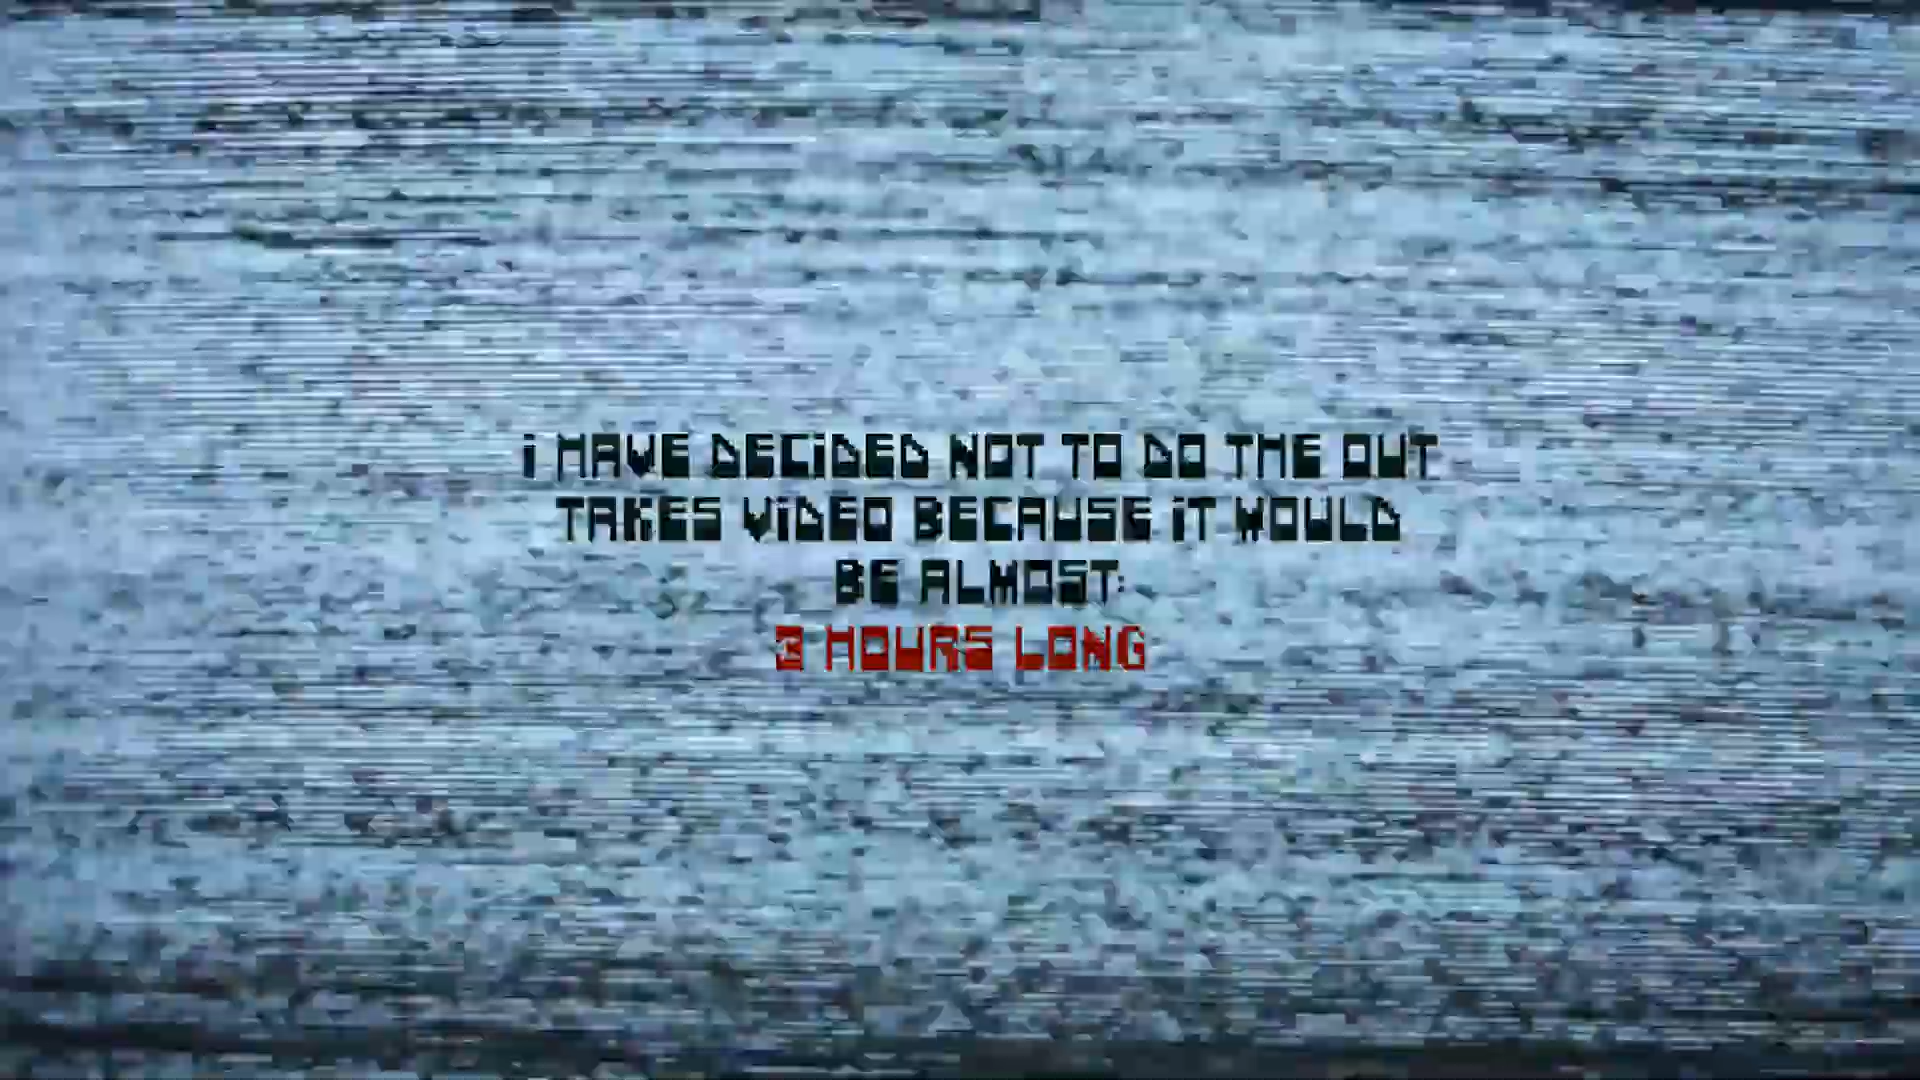 i HAVE DECiDED NOT TO DO THE OUT
TAKES ViDEO BECAUSE iT WOULD
BE ALMOST:
3 HOURS LONG